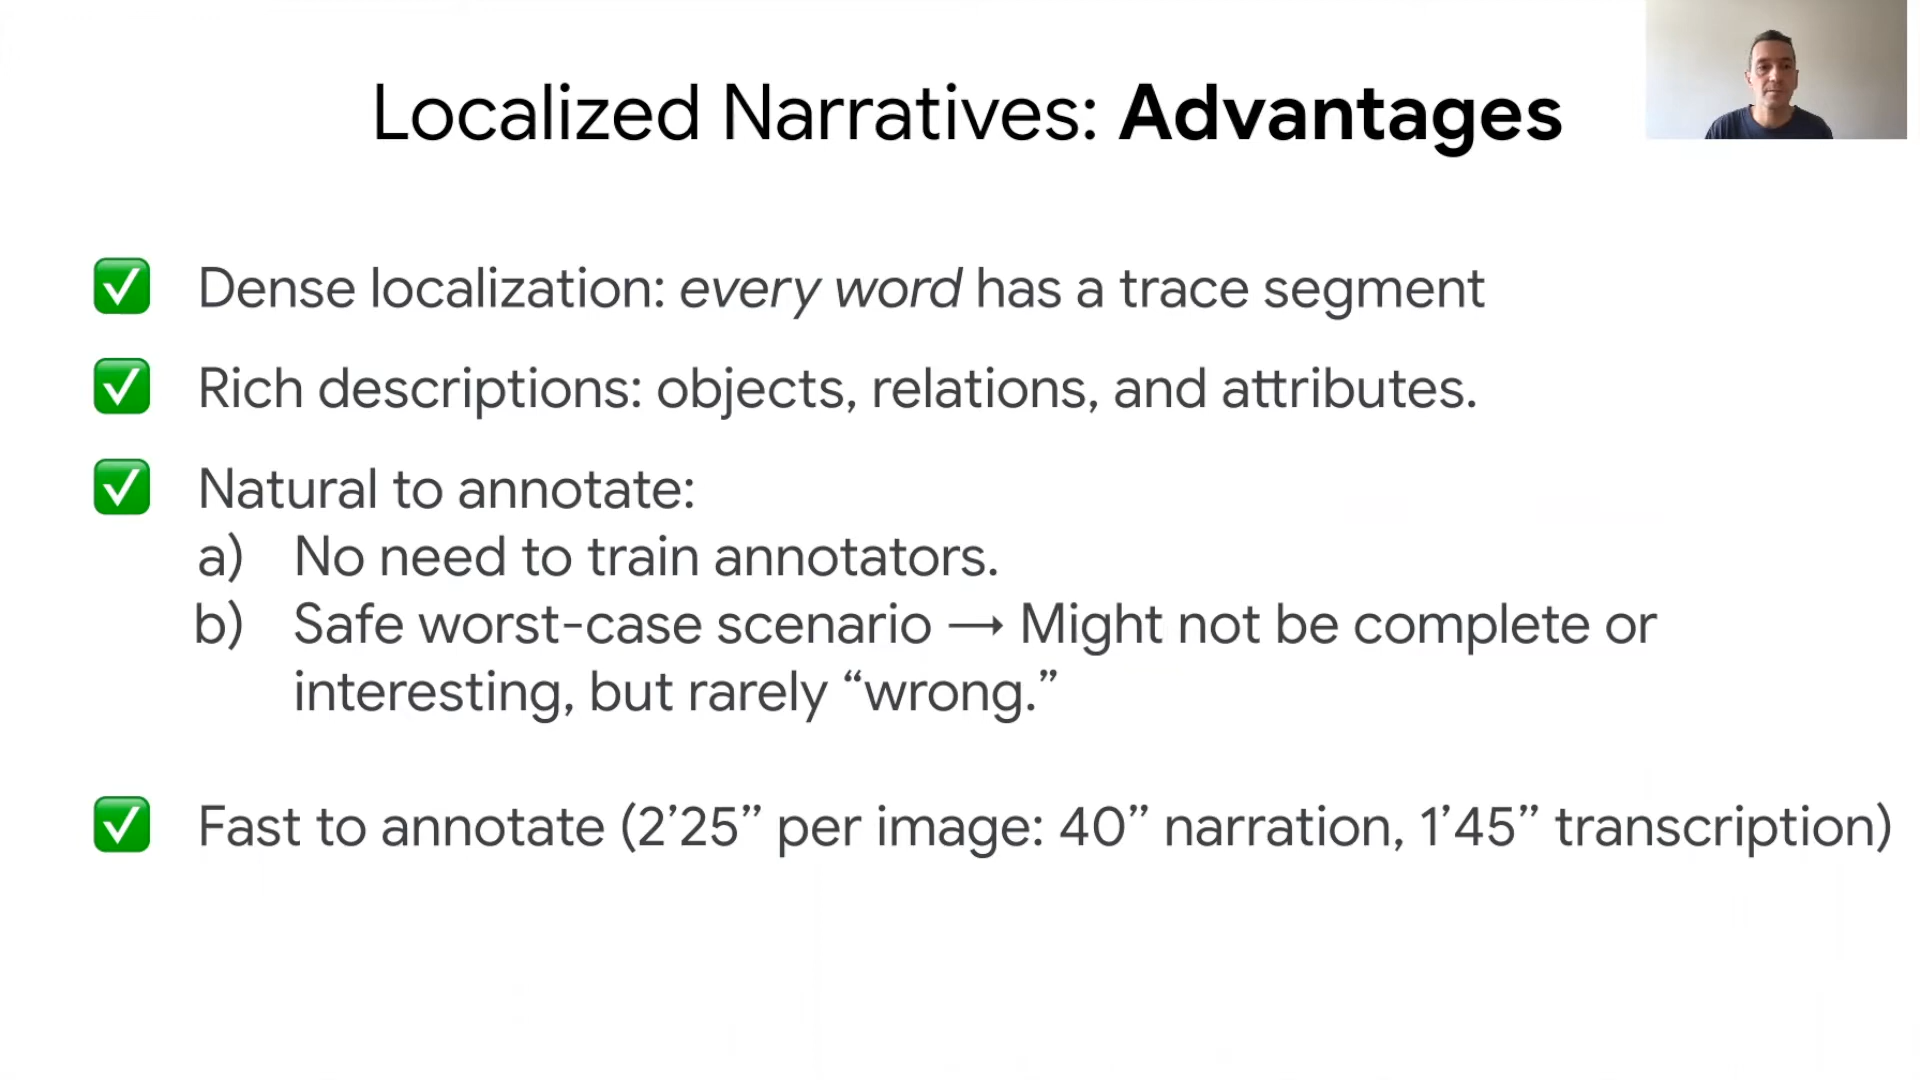 Localized Narratives: Advantages
✅ Dense localization: every word has a trace segment
✅ Rich descriptions: objects, relations, and attributes.
✅ Natural to annotate:
a) No need to train annotators.
b) Safe worst-case scenario → Might not be complete or
interesting, but rarely “wrong.”
✅ Fast to annotate (2’25” per image: 40” narration, 1’45” transcription)